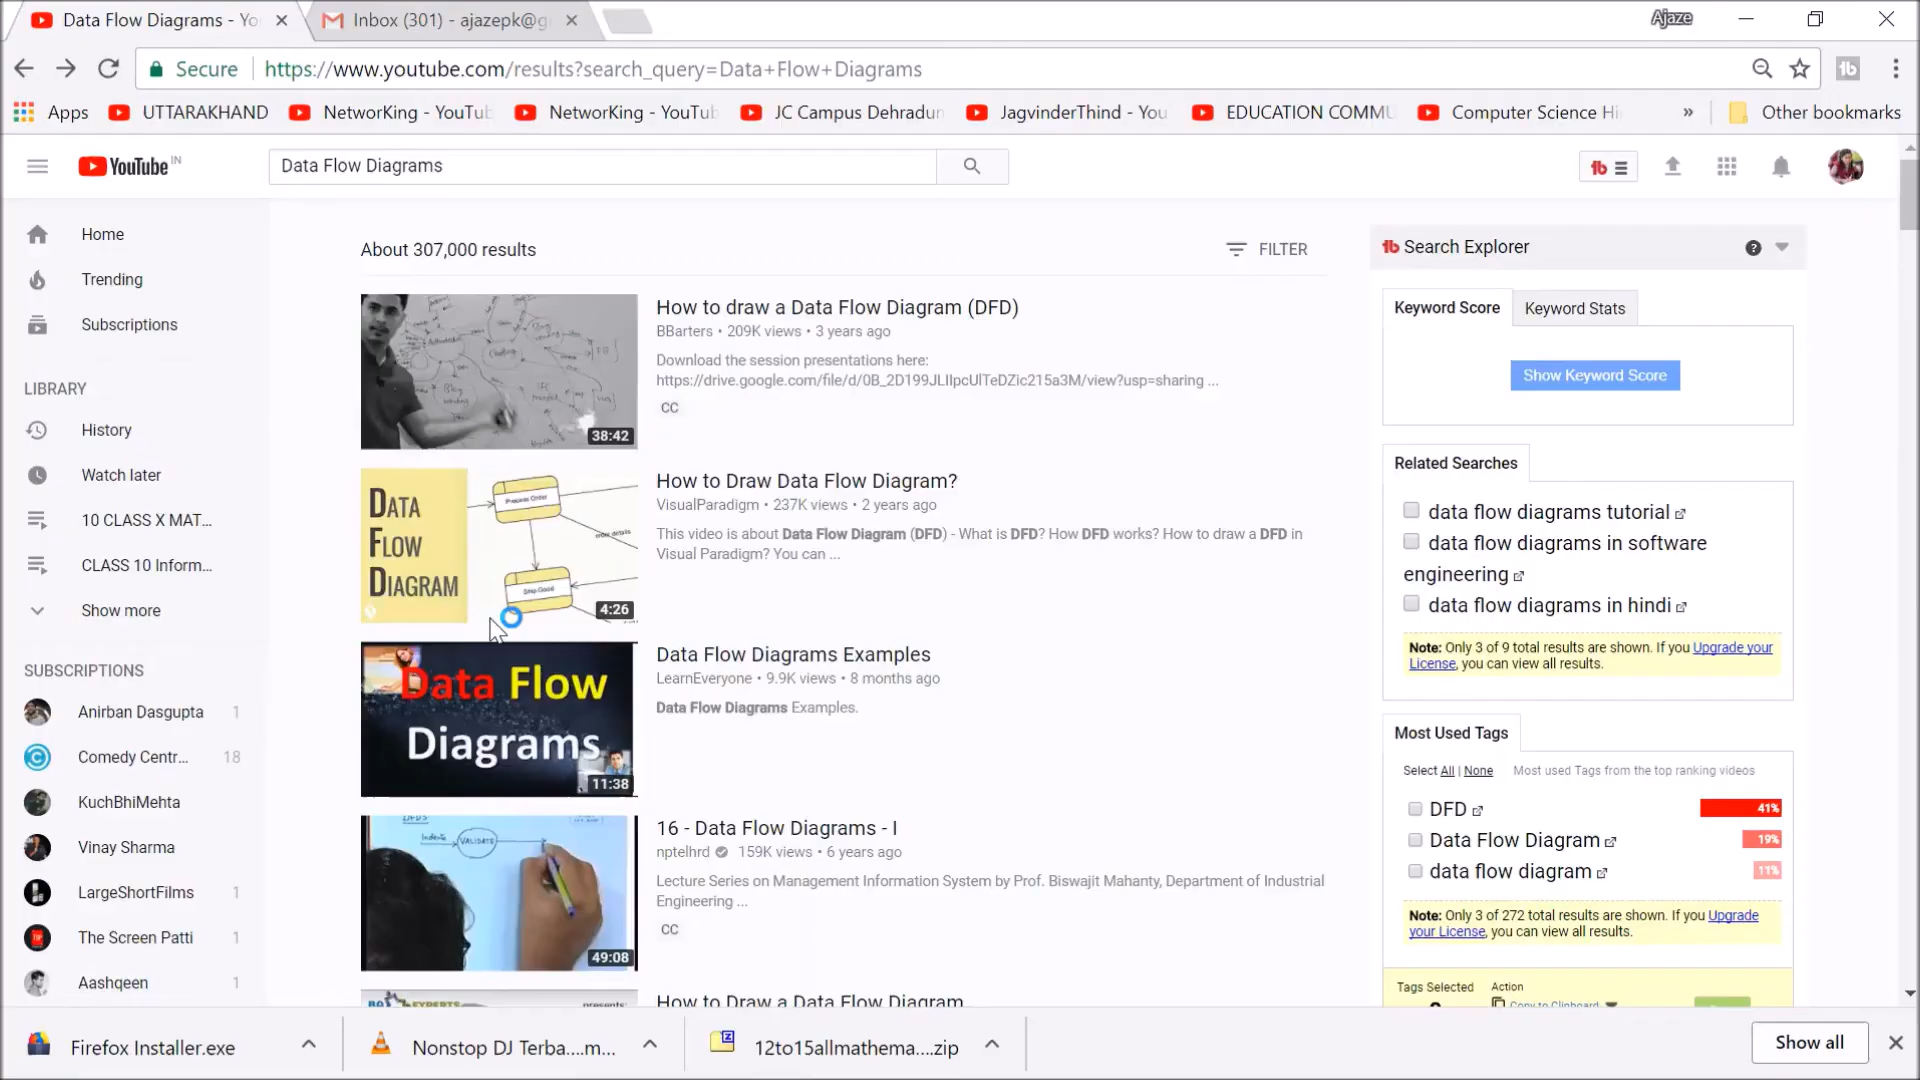 Data Flow Diagrams - Yo
Inbox (301) - ajazepk@g
Ajaze
Secure
https://www.youtube.com/results?search_query=Data+Flow+Diagrams
Apps
UTTARAKHAND
NetworKing - YouTub
NetworKing - YouTub
JC Campus Dehradun
JagvinderThind - You
EDUCATION COMMU
Computer Science Hi
»
Other bookmarks
YouTube IN
Data Flow Diagrams
Home
Trending
Subscriptions
LIBRARY
History
Watch later
10 CLASS X MAT...
CLASS 10 Inform...
Show more
SUBSCRIPTIONS
Anirban Dasgupta 1
Comedy Centr... 18
KuchBhiMehta
Vinay Sharma
LargeShortFilms 1
The Screen Patti 1
Aashqeen 1
About 307,000 results
FILTER
38:42
How to draw a Data Flow Diagram (DFD)
BBarters • 209K views • 3 years ago
Download the session presentations here:
https://drive.google.com/file/d/0B_2D199JLIIpcUlTeDZic215a3M/view?usp=sharing ...
CC
DATA
FLOW
DIAGRAM
Process Order
order details
Ship Good
4:26
How to Draw Data Flow Diagram?
VisualParadigm • 237K views • 2 years ago
This video is about Data Flow Diagram (DFD) - What is DFD? How DFD works? How to draw a DFD in
Visual Paradigm? You can ...
Data Flow
Diagrams
11:38
Data Flow Diagrams Examples
LearnEveryone • 9.9K views • 8 months ago
Data Flow Diagrams Examples.
DFDS
VALIDATE
49:08
16 - Data Flow Diagrams - I
nptelhrd 159K views • 6 years ago
Lecture Series on Management Information System by Prof. Biswajit Mahanty, Department of Industrial
Engineering ...
CC
presents:
How to Draw a Data Flow Diagram
Search Explorer
Keyword Score
Keyword Stats
Show Keyword Score
Related Searches
data flow diagrams tutorial
data flow diagrams in software
engineering
data flow diagrams in hindi
Note: Only 3 of 9 total results are shown. If you Upgrade your
License, you can view all results.
Most Used Tags
Select All | None Most used Tags from the top ranking videos
DFD 41%
Data Flow Diagram 19%
data flow diagram 11%
Note: Only 3 of 272 total results are shown. If you Upgrade
your License, you can view all results.
Tags Selected
Action
Copy to Clipboard
Firefox Installer.exe
Nonstop DJ Terba....m...
12to15allmathema....zip
Show all